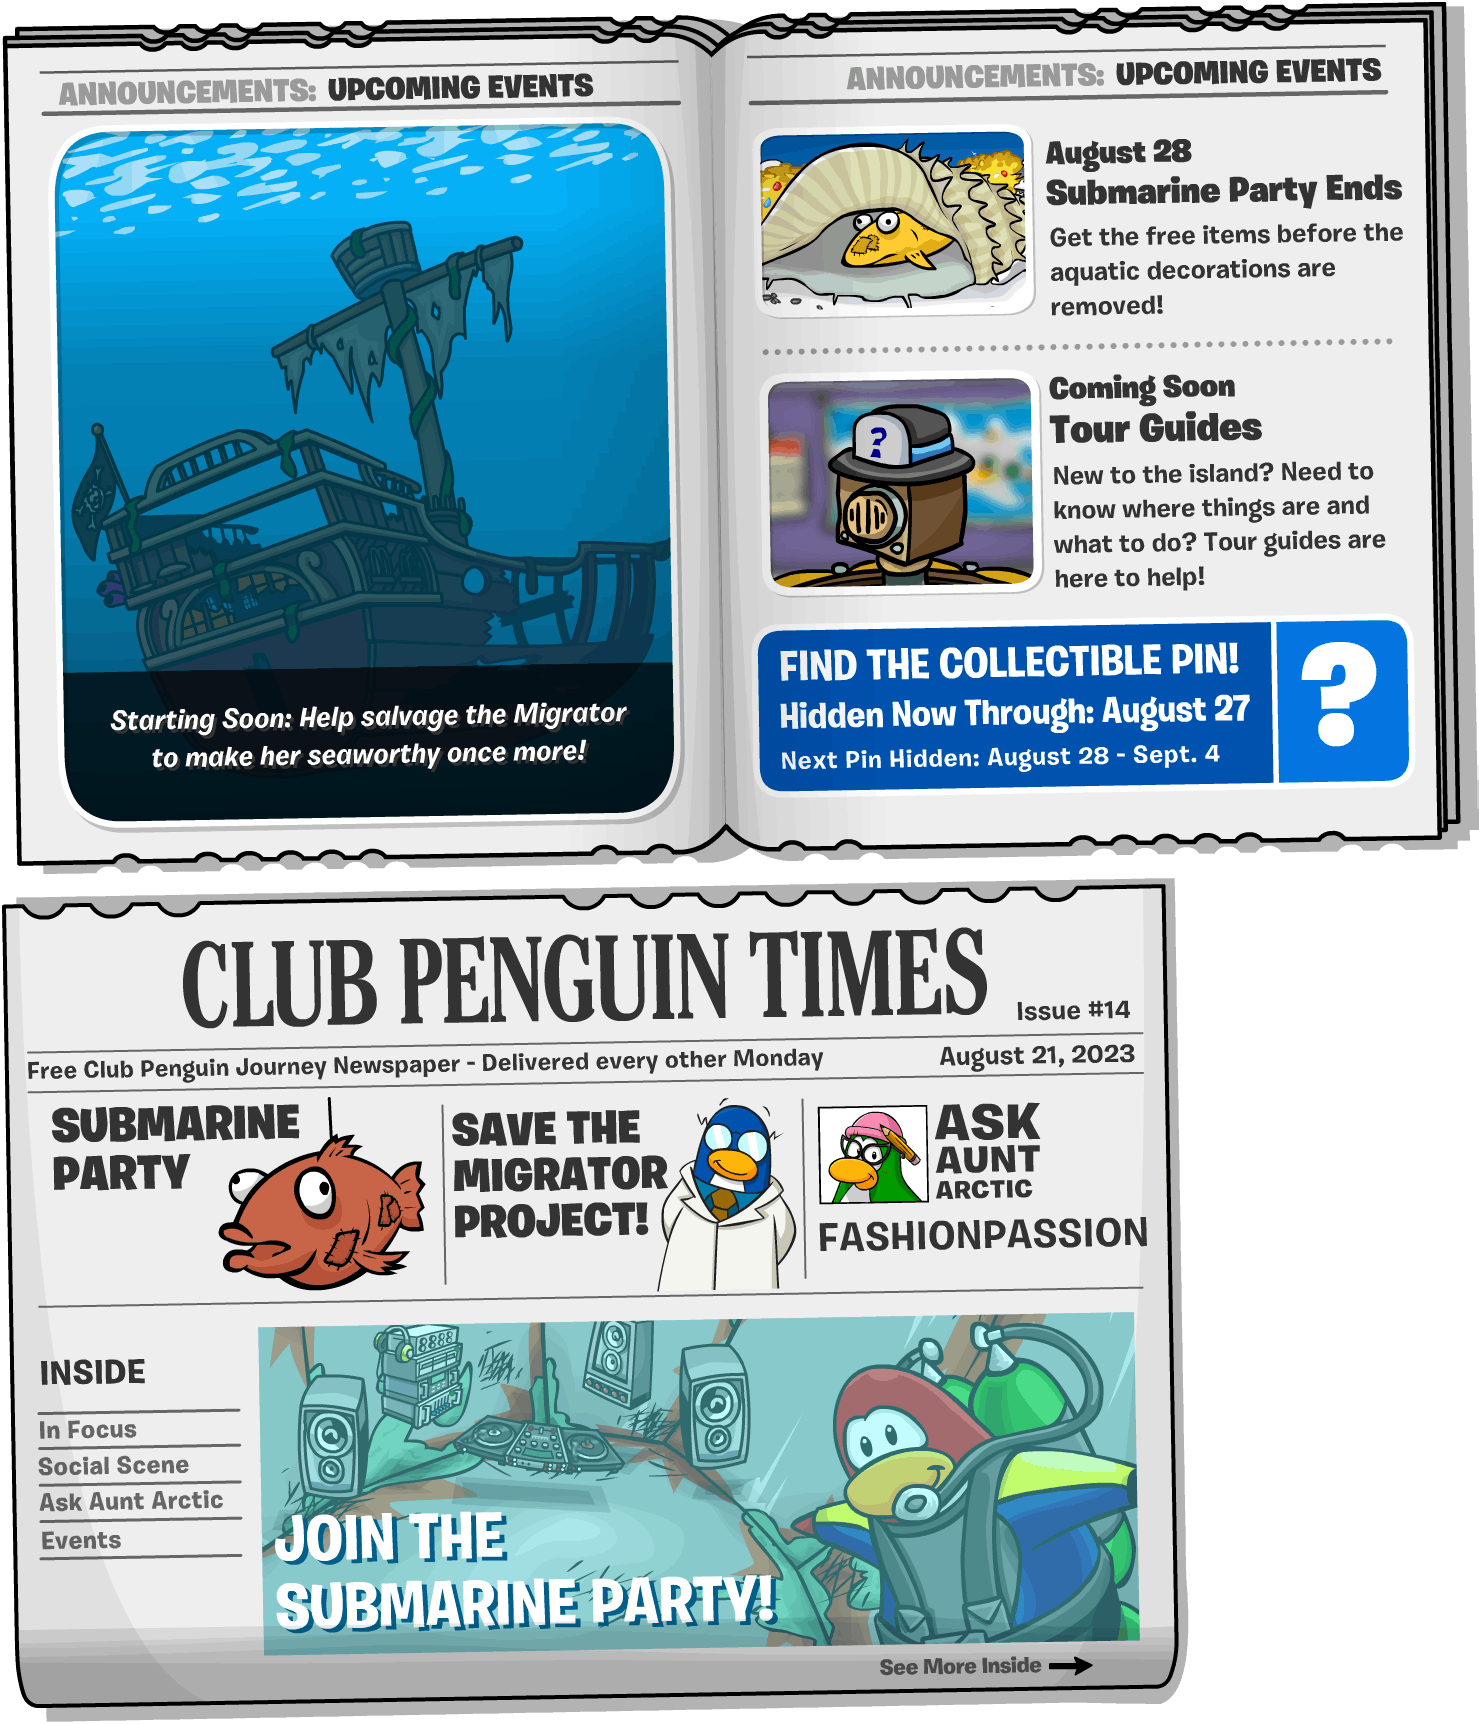 ANNOUNCEMENTS: UPCOMING EVENTS
Starting Soon: Help salvage the Migrator
to make her seaworthy once more!
ANNOUNCEMENTS: UPCOMING EVENTS
August 28
Submarine Party Ends
Get the free items before the
aquatic decorations are
removed!
Coming Soon
Tour Guides
?
New to the island? Need to
know where things are and
what to do? Tour guides are
here to help!
FIND THE COLLECTIBLE PIN!
Hidden Now Through: August 27
Next Pin Hidden: August 28 - Sept. 4
?
CLUB PENGUIN TIMES
Issue #14
Free Club Penguin Journey Newspaper - Delivered every other Monday
August 21, 2023
SUBMARINE
PARTY
SAVE THE
MIGRATOR
PROJECT!
ASK
AUNT
ARCTIC
FASHIONPASSION
INSIDE
In Focus
Social Scene
Ask Aunt Arctic
Events
JOIN THE
SUBMARINE PARTY!
See More Inside